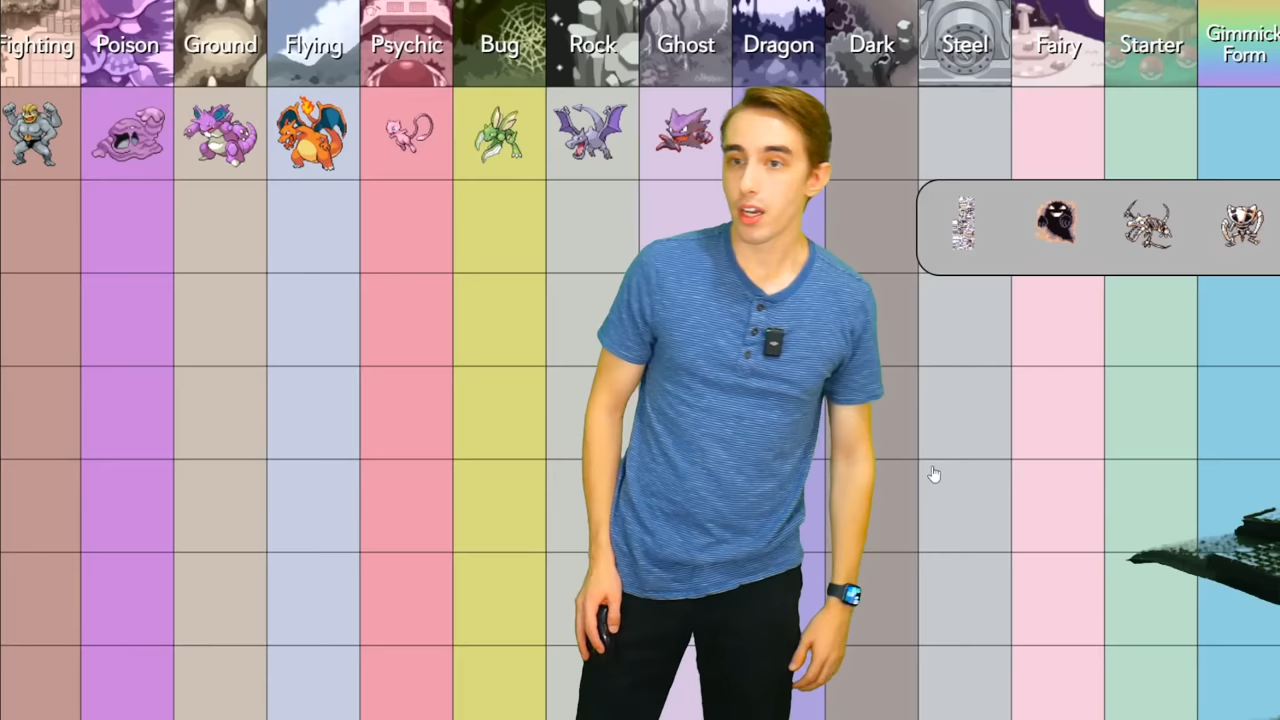 Fighting
Poison
Ground
Flying
Psychic
Bug
Rock
Ghost
Dragon
Dark
Steel
Fairy
Starter
Gimmick
Form